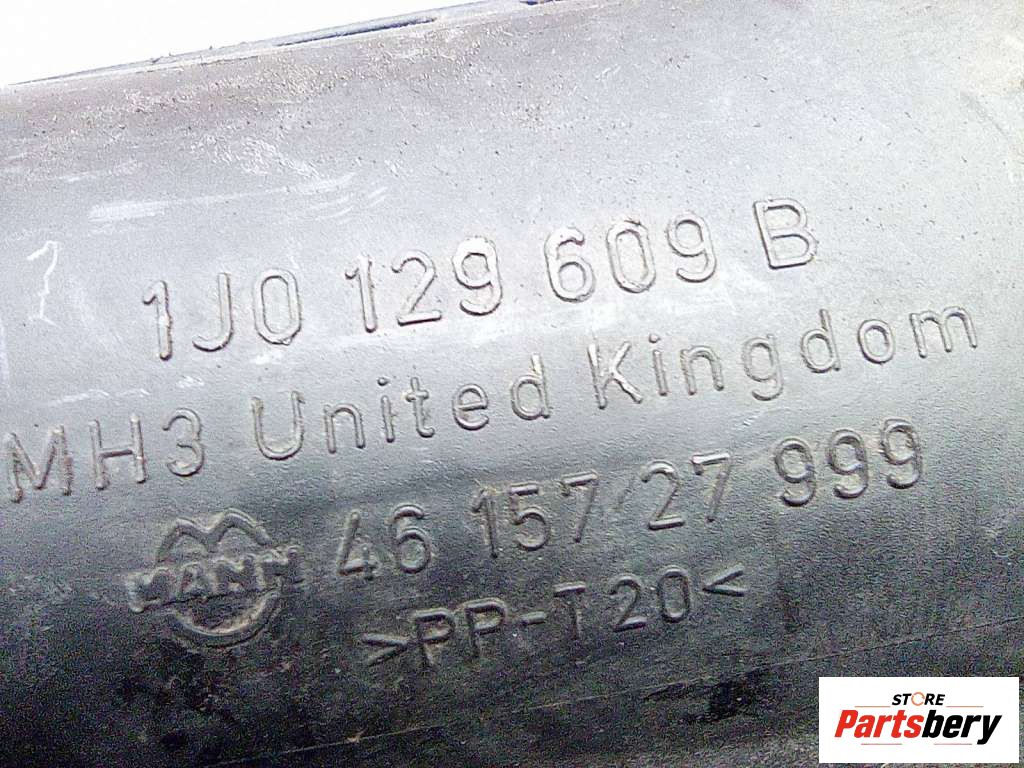 1J0 129 609 B
MH3 United Kingdom
MANN 46 157 27 999
>PP-T20<
STORE
Partsbery